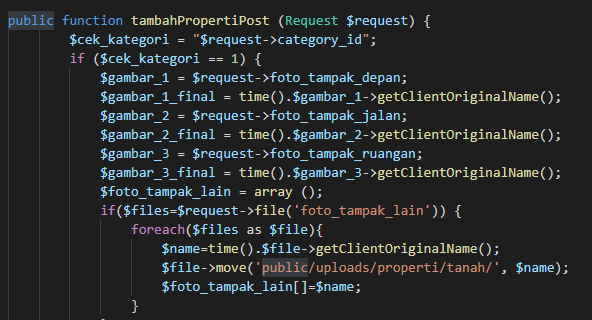 public function tambahPropertiPost (Request $request) {
$cek_kategori = "$request->category_id";
if ($cek_kategori == 1) {
$gambar_1 = $request->foto_tampak_depan;
$gambar_1_final = time().$gambar_1->getClientOriginalName();
$gambar_2 = $request->foto_tampak_jalan;
$gambar_2_final = time().$gambar_2->getClientOriginalName();
$gambar_3 = $request->foto_tampak_ruangan;
$gambar_3_final = time().$gambar_3->getClientOriginalName();
$foto_tampak_lain = array ();
if($files=$request->file('foto_tampak_lain')) {
foreach($files as $file){
$name=time().$file->getClientOriginalName();
$file->move('public/uploads/properti/tanah/', $name);
$foto_tampak_lain[]=$name;
}